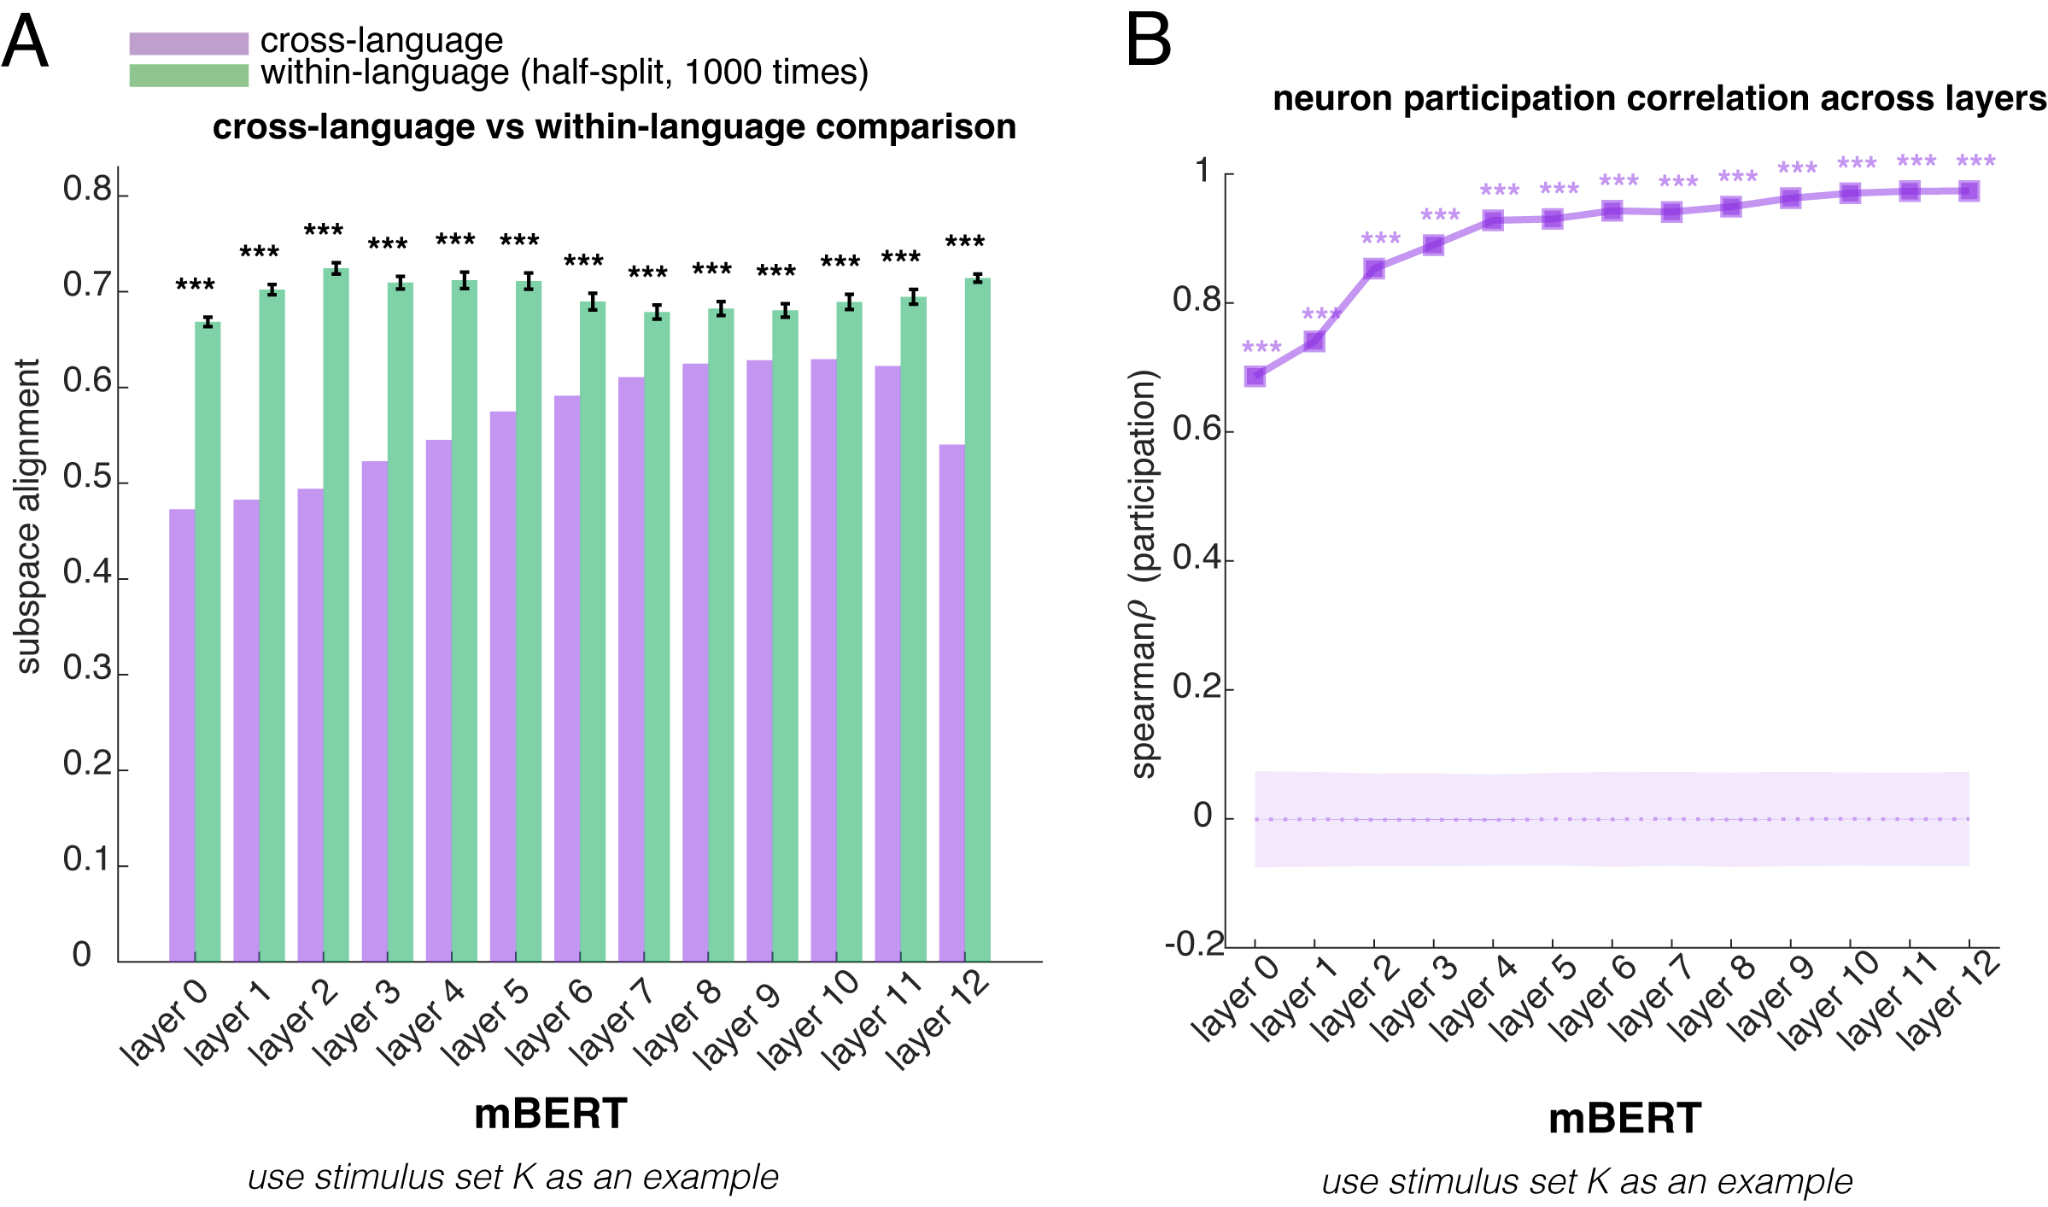 A
cross-language
within-language (half-split, 1000 times)
cross-language vs within-language comparison
subspace alignment
0.8
0.7
0.6
0.5
0.4
0.3
0.2
0.1
0
***
***
***
***
***
***
***
***
***
***
***
***
***
layer 0
layer 1
layer 2
layer 3
layer 4
layer 5
layer 6
layer 7
layer 8
layer 9
layer 10
layer 11
layer 12
mBERT
use stimulus set K as an example
B
neuron participation correlation across layers
spearmanρ (participation)
1
0.8
0.6
0.4
0.2
0
-0.2
***
***
***
***
***
***
***
***
***
***
***
***
***
layer 0
layer 1
layer 2
layer 3
layer 4
layer 5
layer 6
layer 7
layer 8
layer 9
layer 10
layer 11
layer 12
mBERT
use stimulus set K as an example